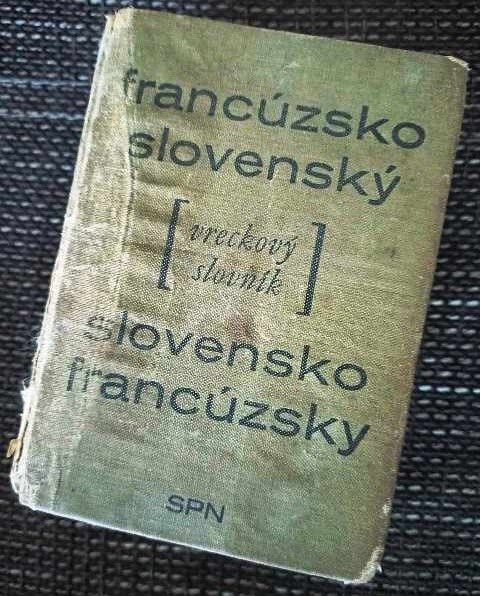 francúzsko
slovenský
[vreckový
slovník]
slovensko
francúzsky
SPN